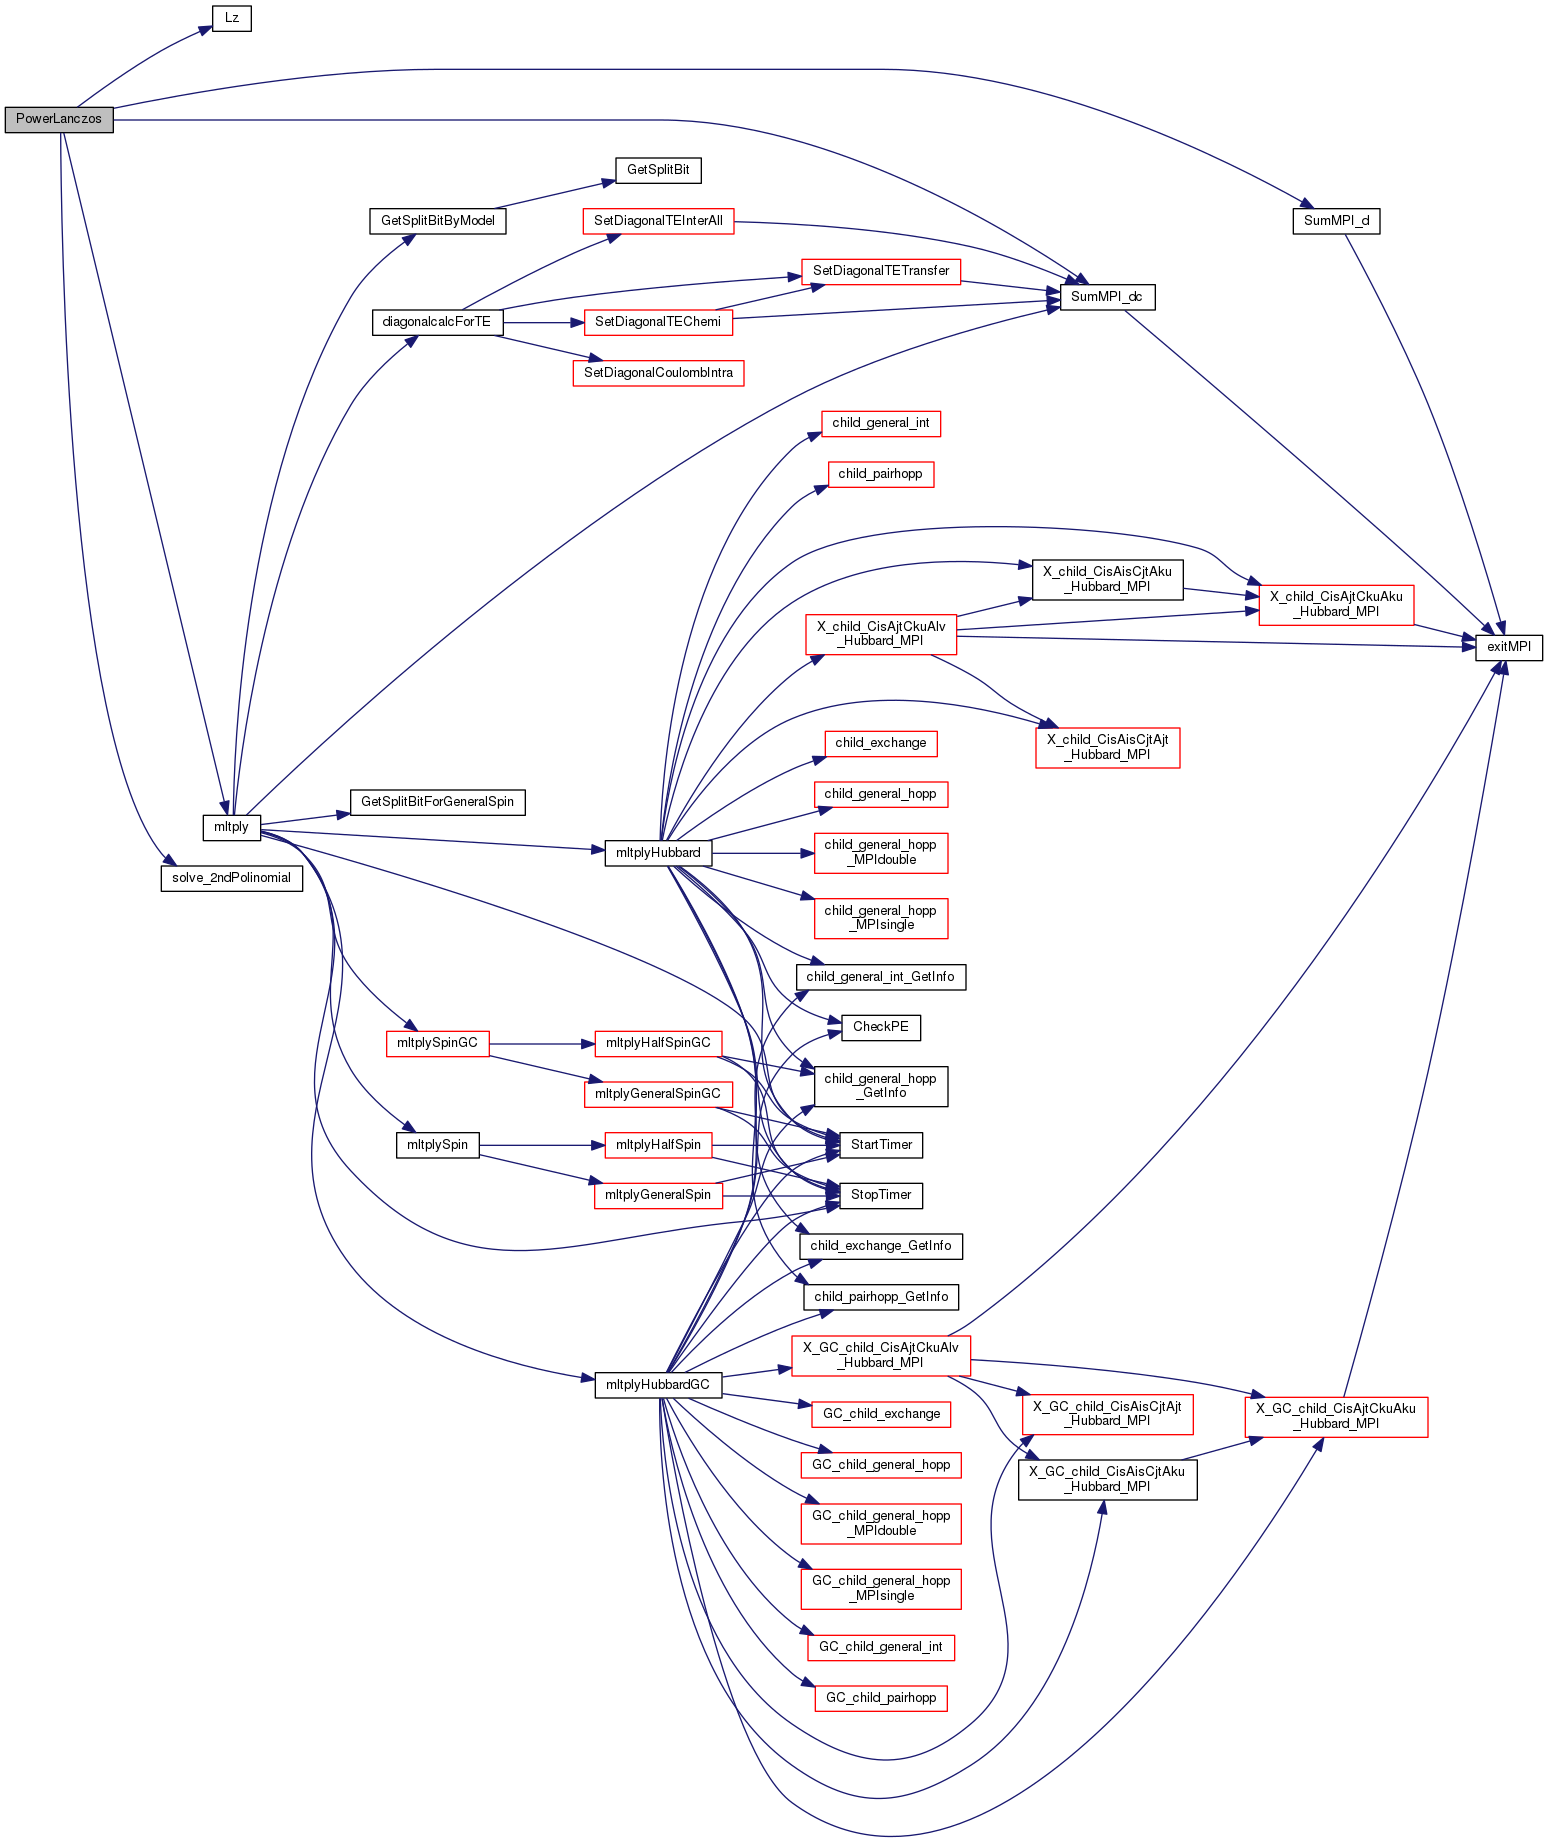 Lz
PowerLanczos
GetSplitBit
GetSplitBitByModel
SetDiagonalTEInterAll
SumMPI_d
SetDiagonalTETransfer
SumMPI_dc
diagonalcalcForTE
SetDiagonalTEChemi
SetDiagonalCoulombIntra
child_general_int
child_pairhopp
X_child_CisAisCjtAku
_Hubbard_MPI
X_child_CisAjtCkuAku
_Hubbard_MPI
X_child_CisAjtCkuAlv
_Hubbard_MPI
exitMPI
X_child_CisAisCjtAjt
_Hubbard_MPI
child_exchange
child_general_hopp
GetSplitBitForGeneralSpin
mltply
mltplyHubbard
child_general_hopp
_MPIdouble
solve_2ndPolinomial
child_general_hopp
_MPIsingle
child_general_int_GetInfo
CheckPE
mltplySpinGC
mltplyHalfSpinGC
child_general_hopp
_GetInfo
mltplyGeneralSpinGC
mltplySpin
mltplyHalfSpin
StartTimer
mltplyGeneralSpin
StopTimer
child_exchange_GetInfo
child_pairhopp_GetInfo
X_GC_child_CisAjtCkuAlv
_Hubbard_MPI
mltplyHubbardGC
GC_child_exchange
X_GC_child_CisAisCjtAjt
_Hubbard_MPI
X_GC_child_CisAjtCkuAku
_Hubbard_MPI
GC_child_general_hopp
X_GC_child_CisAisCjtAku
_Hubbard_MPI
GC_child_general_hopp
_MPIdouble
GC_child_general_hopp
_MPIsingle
GC_child_general_int
GC_child_pairhopp